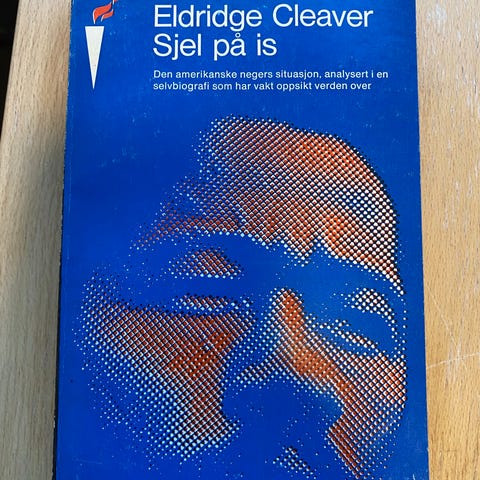 Eldridge Cleaver
Sjel på is
Den amerikanske negers situasjon, analysert i en
selvbiografi som har vakt oppsikt verden over